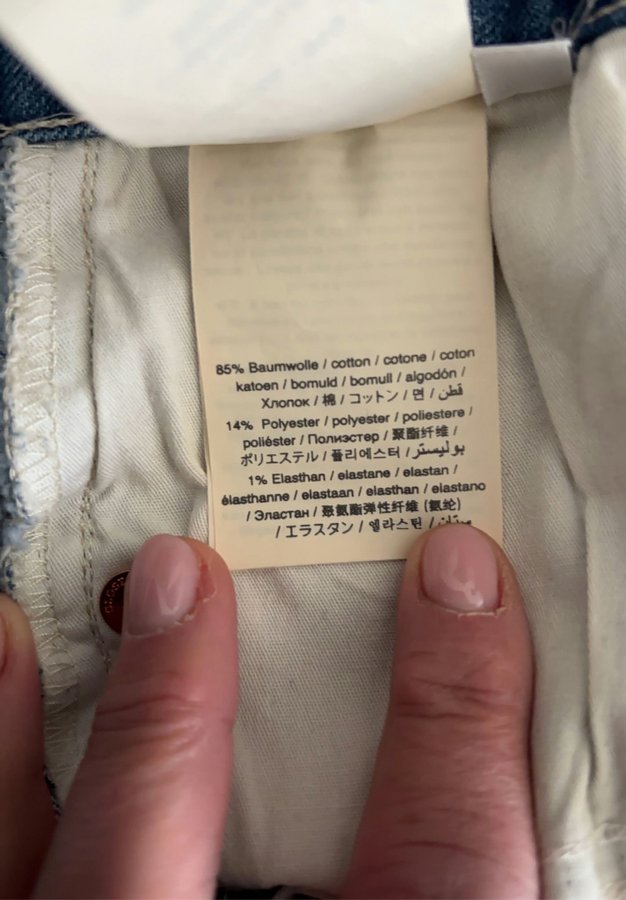 85% Baumwolle / cotton / cotone / coton
katoen / bomuld / bomull / algodón /
Хлопок / 棉 / コットン / 면 / قطن
14% Polyester / polyester / poliestere /
poliéster / Полиэстер / 聚酯纤维 /
ポリエステル / 폴리에스터 / بوليستر
1% Elasthan / elastane / elastan /
élasthanne / elastaan / elasthan / elastano
/ Эластан / 聚氨酯弹性纤维 (氨纶)
/ エラスタン / 엘라스틴 /